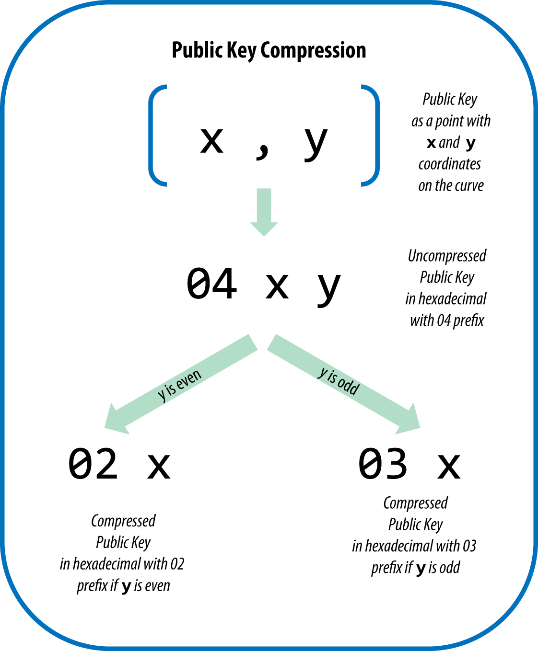 Public Key Compression
x , y
Public Key
as a point with
x and y
coordinates
on the curve
04 x y
Uncompressed
Public Key
in hexadecimal
with 04 prefix
y is even
y is odd
02 x
03 x
Compressed
Public Key
in hexadecimal with 02
prefix if y is even
Compressed
Public Key
in hexadecimal with 03
prefix if y is odd